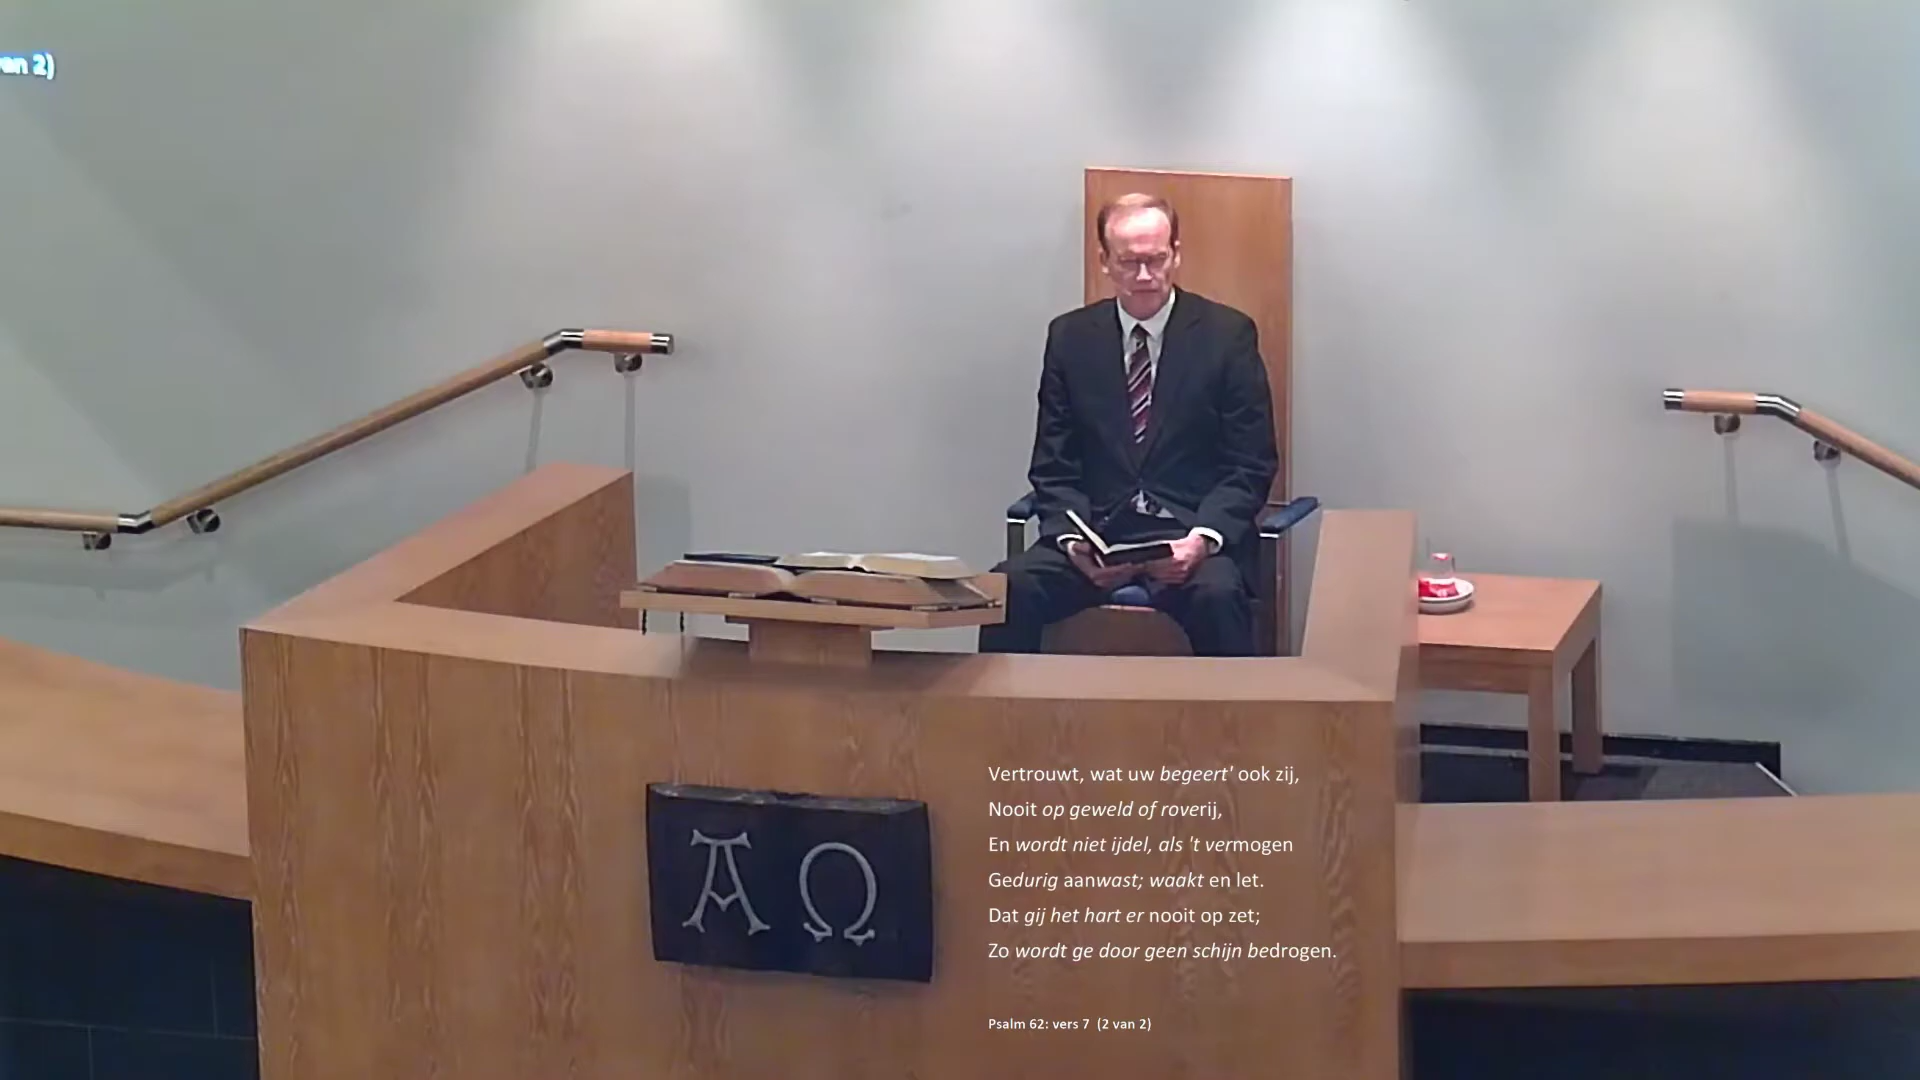 van 2)
Vertrouwt, wat uw begeert' ook zij,
Nooit op geweld of roverij,
En wordt niet ijdel, als 't vermogen
Gedurig aanwast; waakt en let.
Dat gij het hart er nooit op zet;
Zo wordt ge door geen schijn bedrogen.
Psalm 62: vers 7 (2 van 2)
Α Ω